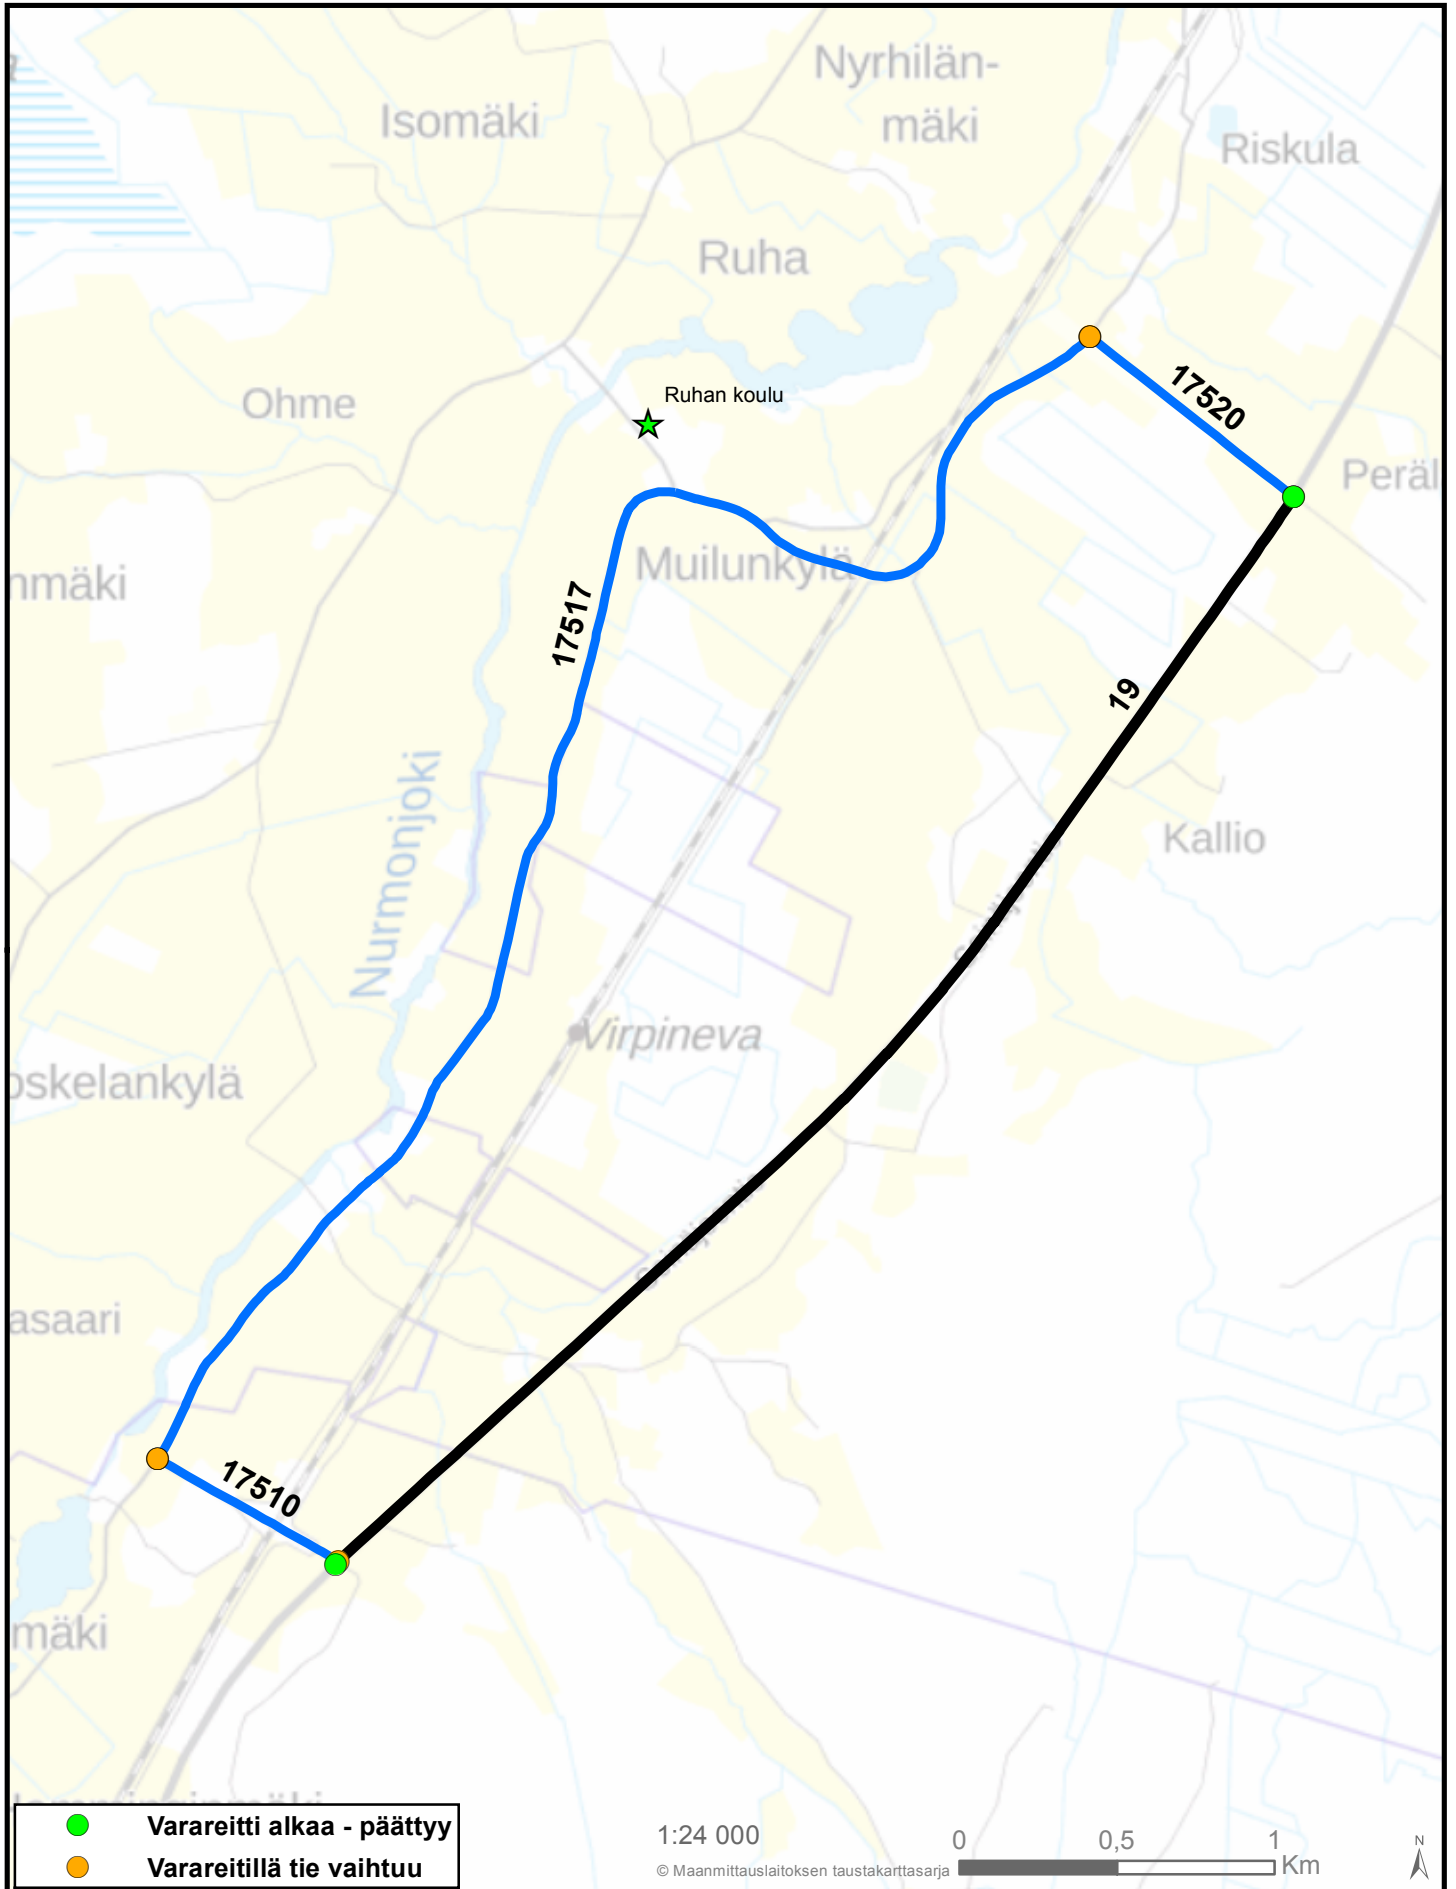 Nyrhilän-
mäki
Isomäki
Riskula
Ruha
Ohme
Ruhan koulu
17520
Peräl
Muilunkylä
nmäki
17517
19
Nurmonjoki
Kallio
Virpineva
oskelankylä
asaari
17510
mäki
Varareitti alkaa - päättyy
Varareitillä tie vaihtuu
1:24 000
© Maanmittauslaitoksen taustakarttasarja
0 0,5 1
Km
N